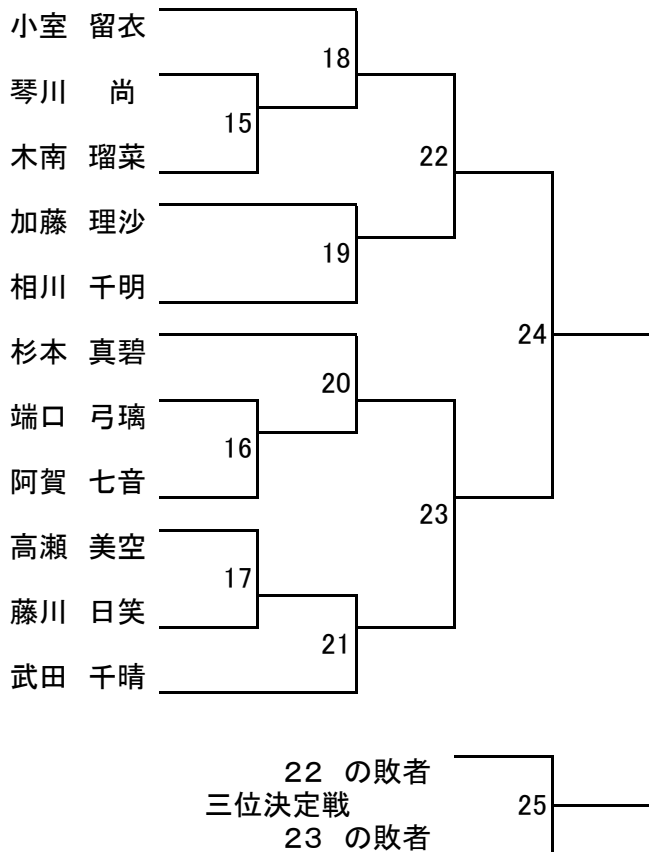 小室 留衣
18
琴川 尚
15
木南 瑠菜
22
加藤 理沙
19
相川 千明
24
杉本 真碧
20
端口 弓璃
16
阿賀 七音
23
高瀬 美空
17
藤川 日笑
21
武田 千晴
22 の敗者
三位決定戦 25
23 の敗者